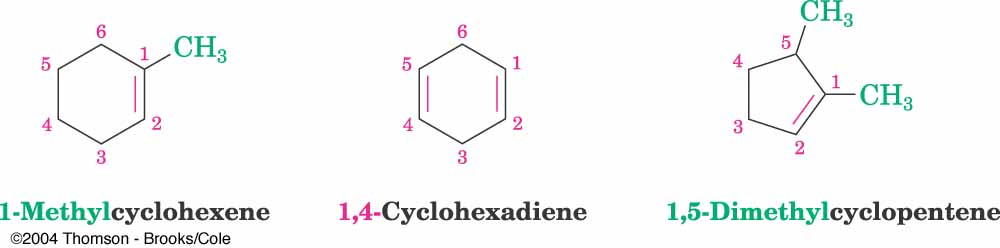 CH₃
6
6
5
1
CH₃
5
1
5
4
1
CH₃
4
2
4
2
3
3
3
2
1-Methylcyclohexene
1,4-Cyclohexadiene
1,5-Dimethylcyclopentene
©2004 Thomson - Brooks/Cole